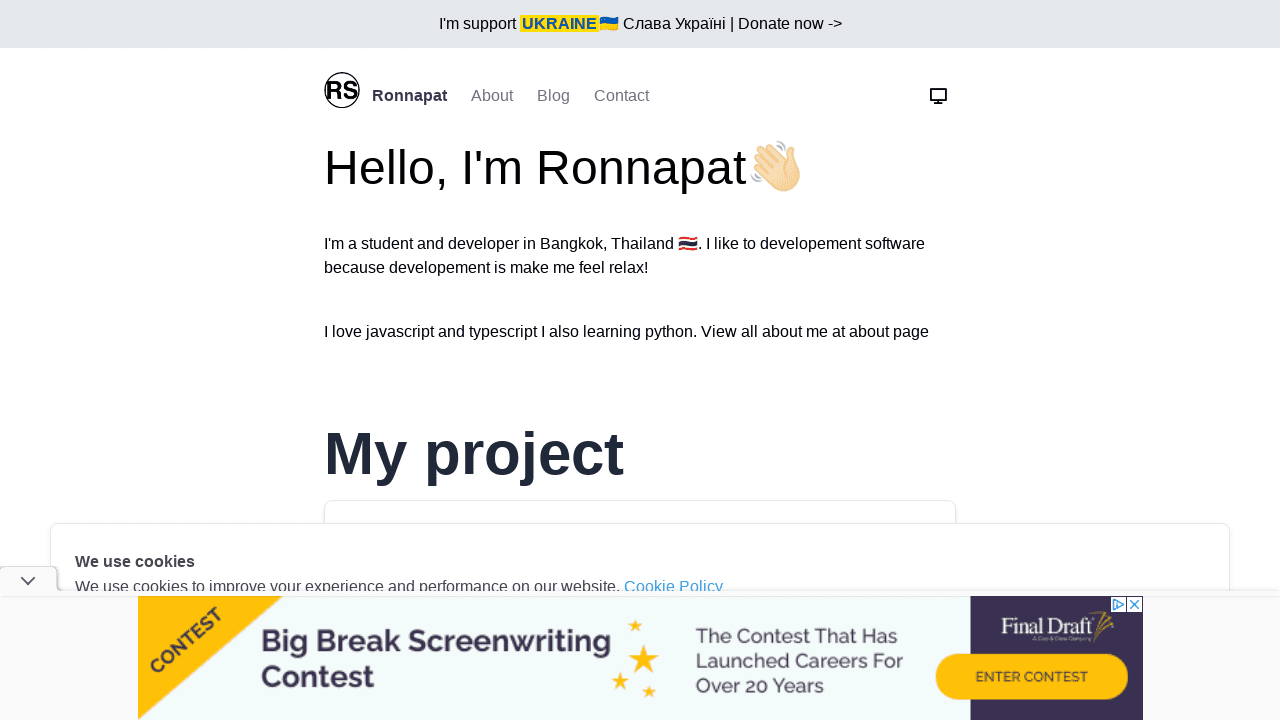 I'm support UKRAINE🇺🇦 Слава Україні | Donate now ->
RS Ronnapat About Blog Contact
Hello, I'm Ronnapat👋🏻
I'm a student and developer in Bangkok, Thailand 🇹🇭. I like to developement software
because developement is make me feel relax!
I love javascript and typescript I also learning python. View all about me at about page
My project
We use cookies
We use cookies to improve your experience and performance on our website. Cookie Policy
CONTEST
Big Break Screenwriting
Contest
The Contest That Has
Launched Careers For
Over 20 Years
Final Draft
ENTER CONTEST